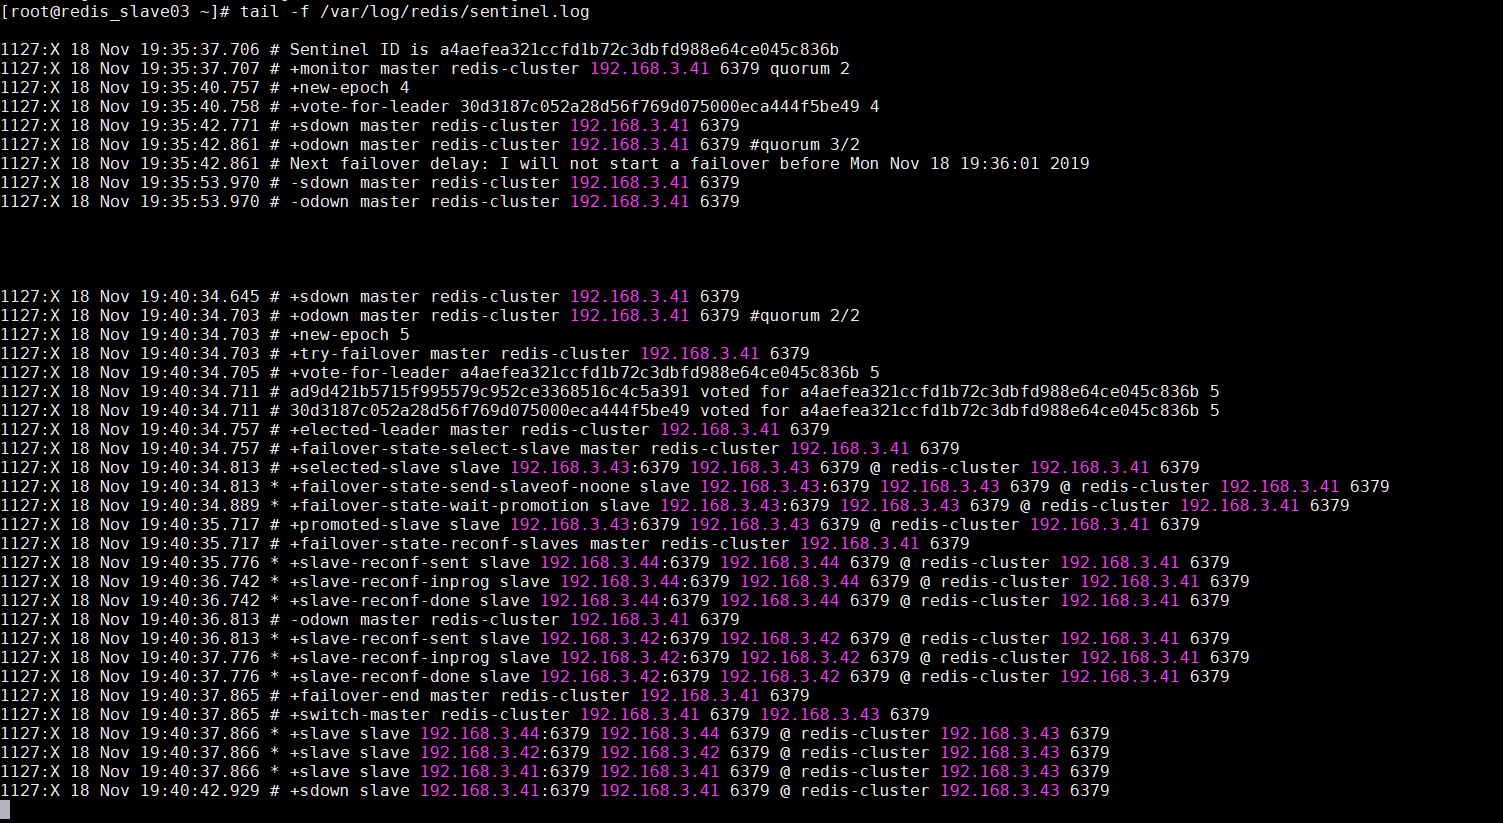 [root@redis_slave03 ~]# tail -f /var/log/redis/sentinel.log
1127:X 18 Nov 19:35:37.706 # Sentinel ID is a4aefea321ccfd1b72c3dbfd988e64ce045c836b
1127:X 18 Nov 19:35:37.707 # +monitor master redis-cluster 192.168.3.41 6379 quorum 2
1127:X 18 Nov 19:35:40.757 # +new-epoch 4
1127:X 18 Nov 19:35:40.758 # +vote-for-leader 30d3187c052a28d56f769d075000eca444f5be49 4
1127:X 18 Nov 19:35:42.771 # +sdown master redis-cluster 192.168.3.41 6379
1127:X 18 Nov 19:35:42.861 # +odown master redis-cluster 192.168.3.41 6379 #quorum 3/2
1127:X 18 Nov 19:35:42.861 # Next failover delay: I will not start a failover before Mon Nov 18 19:36:01 2019
1127:X 18 Nov 19:35:53.970 # -sdown master redis-cluster 192.168.3.41 6379
1127:X 18 Nov 19:35:53.970 # -odown master redis-cluster 192.168.3.41 6379
1127:X 18 Nov 19:40:34.645 # +sdown master redis-cluster 192.168.3.41 6379
1127:X 18 Nov 19:40:34.703 # +odown master redis-cluster 192.168.3.41 6379 #quorum 2/2
1127:X 18 Nov 19:40:34.703 # +new-epoch 5
1127:X 18 Nov 19:40:34.703 # +try-failover master redis-cluster 192.168.3.41 6379
1127:X 18 Nov 19:40:34.705 # +vote-for-leader a4aefea321ccfd1b72c3dbfd988e64ce045c836b 5
1127:X 18 Nov 19:40:34.711 # ad9d421b5715f995579c952ce3368516c4c5a391 voted for a4aefea321ccfd1b72c3dbfd988e64ce045c836b 5
1127:X 18 Nov 19:40:34.711 # 30d3187c052a28d56f769d075000eca444f5be49 voted for a4aefea321ccfd1b72c3dbfd988e64ce045c836b 5
1127:X 18 Nov 19:40:34.757 # +elected-leader master redis-cluster 192.168.3.41 6379
1127:X 18 Nov 19:40:34.757 # +failover-state-select-slave master redis-cluster 192.168.3.41 6379
1127:X 18 Nov 19:40:34.813 # +selected-slave slave 192.168.3.43:6379 192.168.3.43 6379 @ redis-cluster 192.168.3.41 6379
1127:X 18 Nov 19:40:34.813 * +failover-state-send-slaveof-noone slave 192.168.3.43:6379 192.168.3.43 6379 @ redis-cluster 192.168.3.41 6379
1127:X 18 Nov 19:40:34.889 * +failover-state-wait-promotion slave 192.168.3.43:6379 192.168.3.43 6379 @ redis-cluster 192.168.3.41 6379
1127:X 18 Nov 19:40:35.717 # +promoted-slave slave 192.168.3.43:6379 192.168.3.43 6379 @ redis-cluster 192.168.3.41 6379
1127:X 18 Nov 19:40:35.717 # +failover-state-reconf-slaves master redis-cluster 192.168.3.41 6379
1127:X 18 Nov 19:40:35.776 * +slave-reconf-sent slave 192.168.3.44:6379 192.168.3.44 6379 @ redis-cluster 192.168.3.41 6379
1127:X 18 Nov 19:40:36.742 * +slave-reconf-inprog slave 192.168.3.44:6379 192.168.3.44 6379 @ redis-cluster 192.168.3.41 6379
1127:X 18 Nov 19:40:36.742 * +slave-reconf-done slave 192.168.3.44:6379 192.168.3.44 6379 @ redis-cluster 192.168.3.41 6379
1127:X 18 Nov 19:40:36.813 # -odown master redis-cluster 192.168.3.41 6379
1127:X 18 Nov 19:40:36.813 * +slave-reconf-sent slave 192.168.3.42:6379 192.168.3.42 6379 @ redis-cluster 192.168.3.41 6379
1127:X 18 Nov 19:40:37.776 * +slave-reconf-inprog slave 192.168.3.42:6379 192.168.3.42 6379 @ redis-cluster 192.168.3.41 6379
1127:X 18 Nov 19:40:37.776 * +slave-reconf-done slave 192.168.3.42:6379 192.168.3.42 6379 @ redis-cluster 192.168.3.41 6379
1127:X 18 Nov 19:40:37.865 # +failover-end master redis-cluster 192.168.3.41 6379
1127:X 18 Nov 19:40:37.865 # +switch-master redis-cluster 192.168.3.41 6379 192.168.3.43 6379
1127:X 18 Nov 19:40:37.866 * +slave slave 192.168.3.44:6379 192.168.3.44 6379 @ redis-cluster 192.168.3.43 6379
1127:X 18 Nov 19:40:37.866 * +slave slave 192.168.3.42:6379 192.168.3.42 6379 @ redis-cluster 192.168.3.43 6379
1127:X 18 Nov 19:40:37.866 * +slave slave 192.168.3.41:6379 192.168.3.41 6379 @ redis-cluster 192.168.3.43 6379
1127:X 18 Nov 19:40:42.929 # +sdown slave 192.168.3.41:6379 192.168.3.41 6379 @ redis-cluster 192.168.3.43 6379